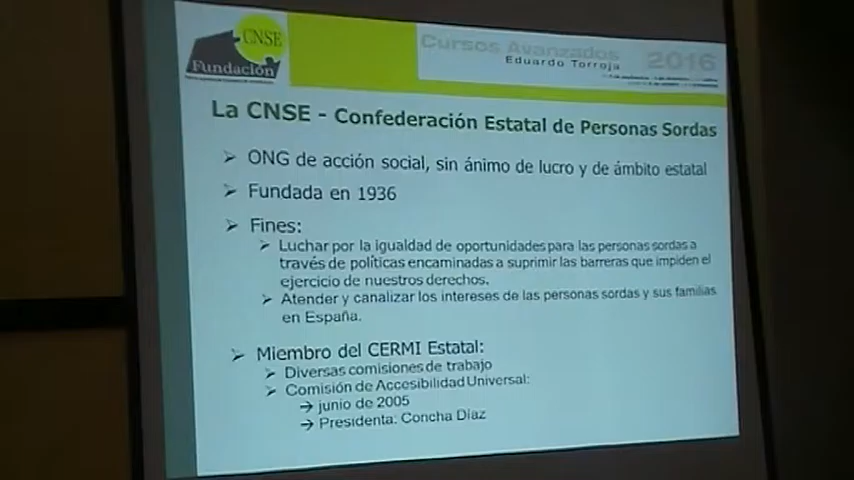 CNSE
Fundación
Cursos Avanzados
Eduardo Torroja
2016
La CNSE - Confederación Estatal de Personas Sordas
➢ ONG de acción social, sin ánimo de lucro y de ámbito estatal
➢ Fundada en 1936
➢ Fines:
➢ Luchar por la igualdad de oportunidades para las personas sordas a
través de políticas encaminadas a suprimir las barreras que impiden el
ejercicio de nuestros derechos.
➢ Atender y canalizar los intereses de las personas sordas y sus familias
en España.
➢ Miembro del CERMI Estatal:
➢ Diversas comisiones de trabajo
➢ Comisión de Accesibilidad Universal:
→ junio de 2005
→ Presidenta: Concha Díaz